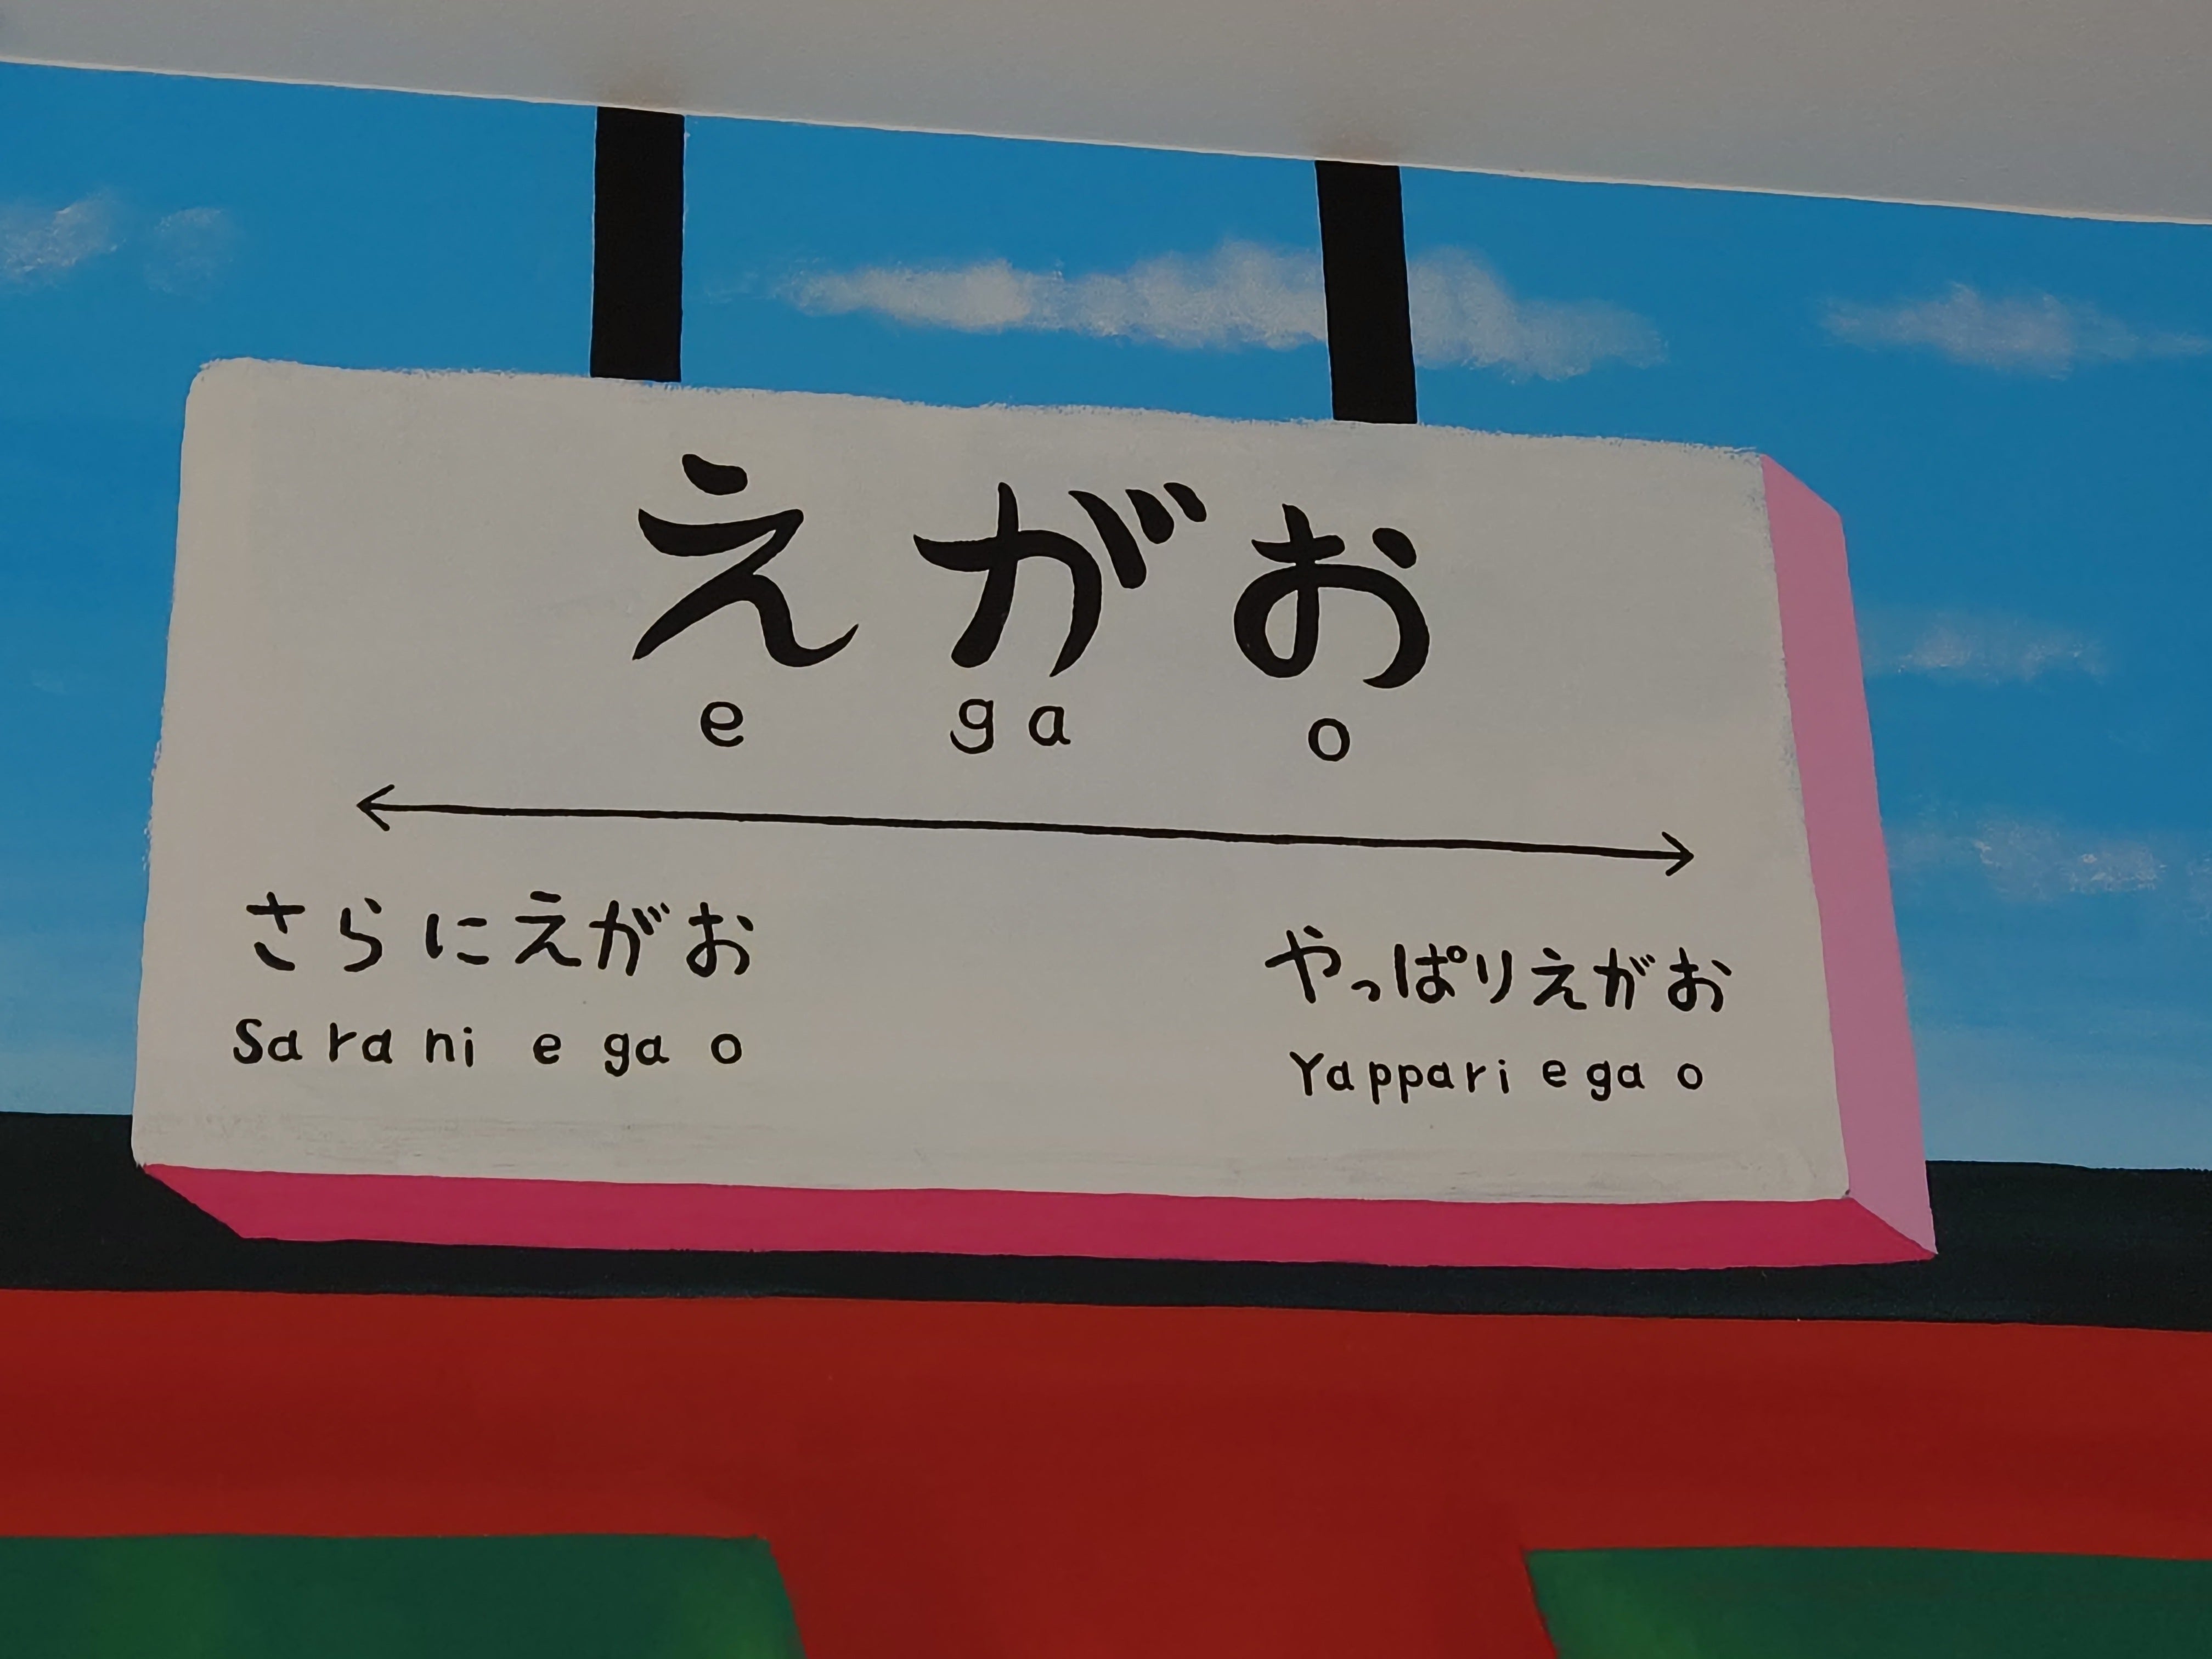 えがお
e ga o
さらにえがお
Sa ra ni e ga o
やっぱりえがお
Yappari e ga o